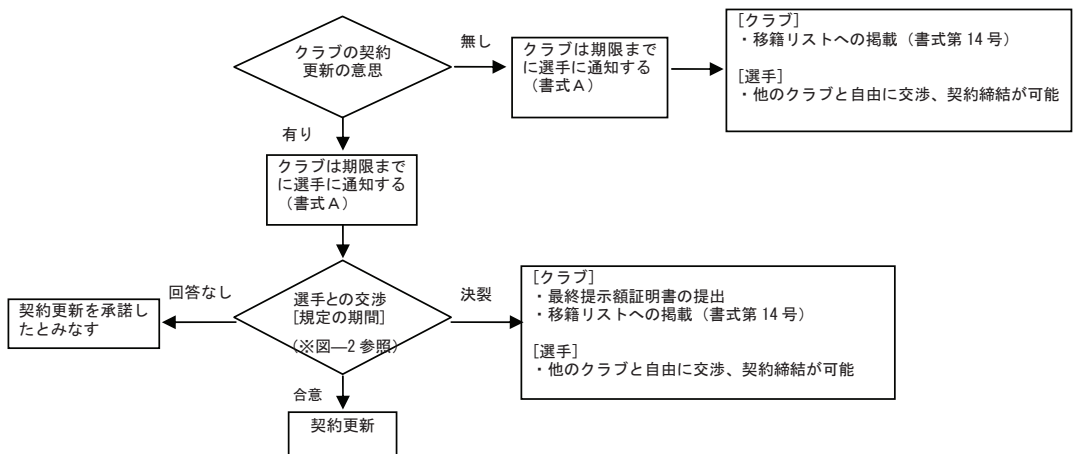 クラブの契約
更新の意思
無し
クラブは期限まで
に選手に通知する
（書式Ａ）
[クラブ]
・移籍リストへの掲載（書式第 14 号）
[選手]
・他のクラブと自由に交渉、契約締結が可能
有り
クラブは期限まで
に選手に通知する
（書式Ａ）
回答なし
契約更新を承諾し
たとみなす
選手との交渉
[規定の期間]
（※図―2 参照）
決裂
[クラブ]
・最終提示額証明書の提出
・移籍リストへの掲載（書式第 14 号）
[選手]
・他のクラブと自由に交渉、契約締結が可能
合意
契約更新